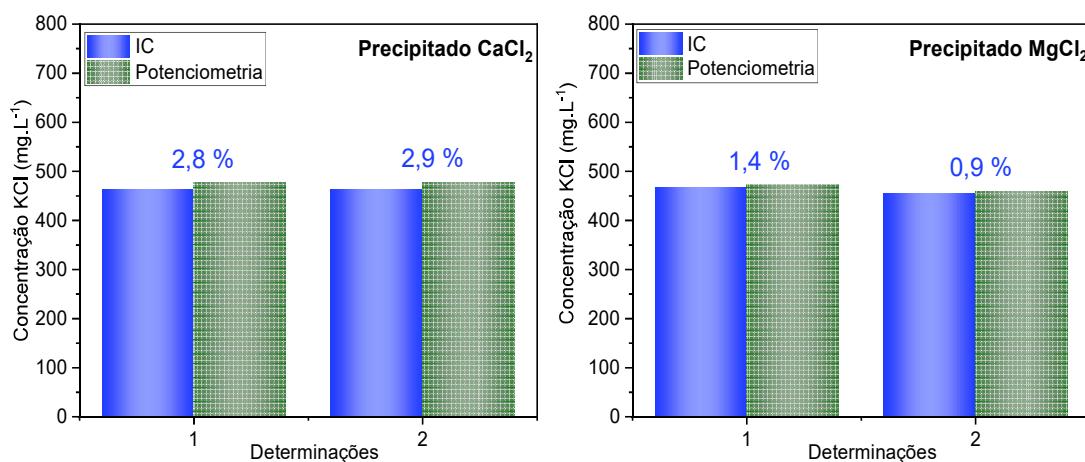 800
700
600
500
400
300
200
100
0
Concentração KCl (mg.L⁻¹)
IC
Potenciometria
Precipitado CaCl₂
2,8 %
2,9 %
1
2
Determinações
800
700
600
500
400
300
200
100
0
Concentração KCl (mg.L⁻¹)
IC
Potenciometria
Precipitado MgCl₂
1,4 %
0,9 %
1
2
Determinações